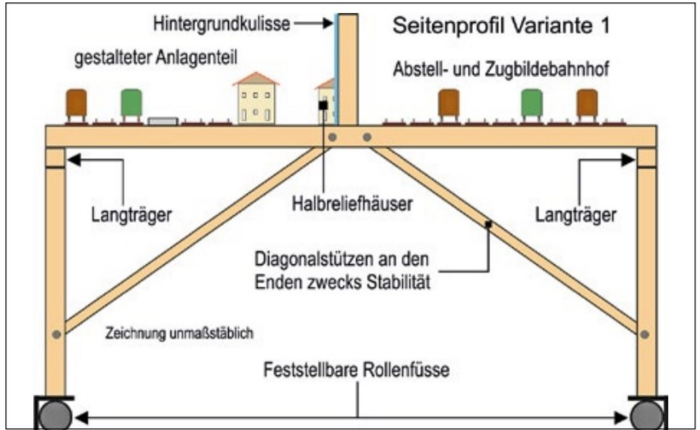 Hintergrundkulisse
Seitenprofil Variante 1
gestalteter Anlagenteil
Abstell- und Zugbildebahnhof
Langträger
Halbreliefhäuser
Langträger
Diagonalstützen an den
Enden zwecks Stabilität
Zeichnung unmaßstäblich
Feststellbare Rollenfüsse